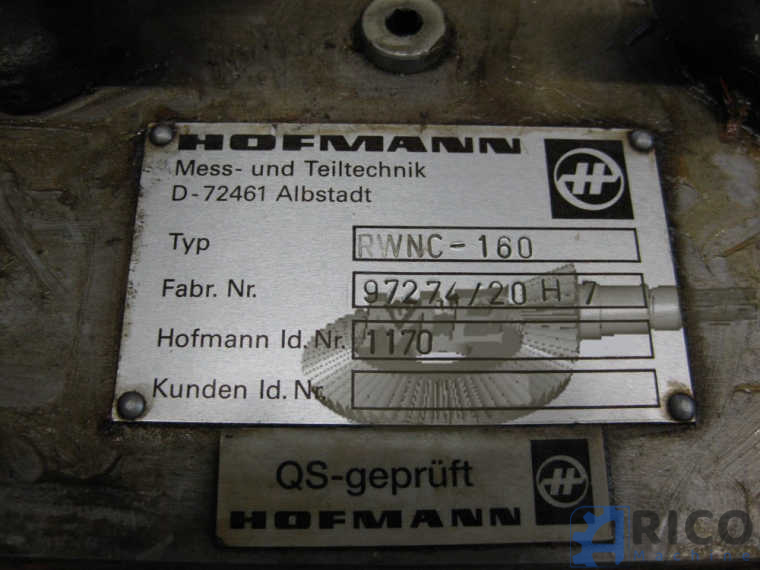 HOFMANN
Mess- und Teiltechnik
D-72461 Albstadt
Typ RWNC-160
Fabr. Nr. 97274/20 H 7
Hofmann Id. Nr. 1170
Kunden Id. Nr.
QS-geprüft
HOFMANN
RICO